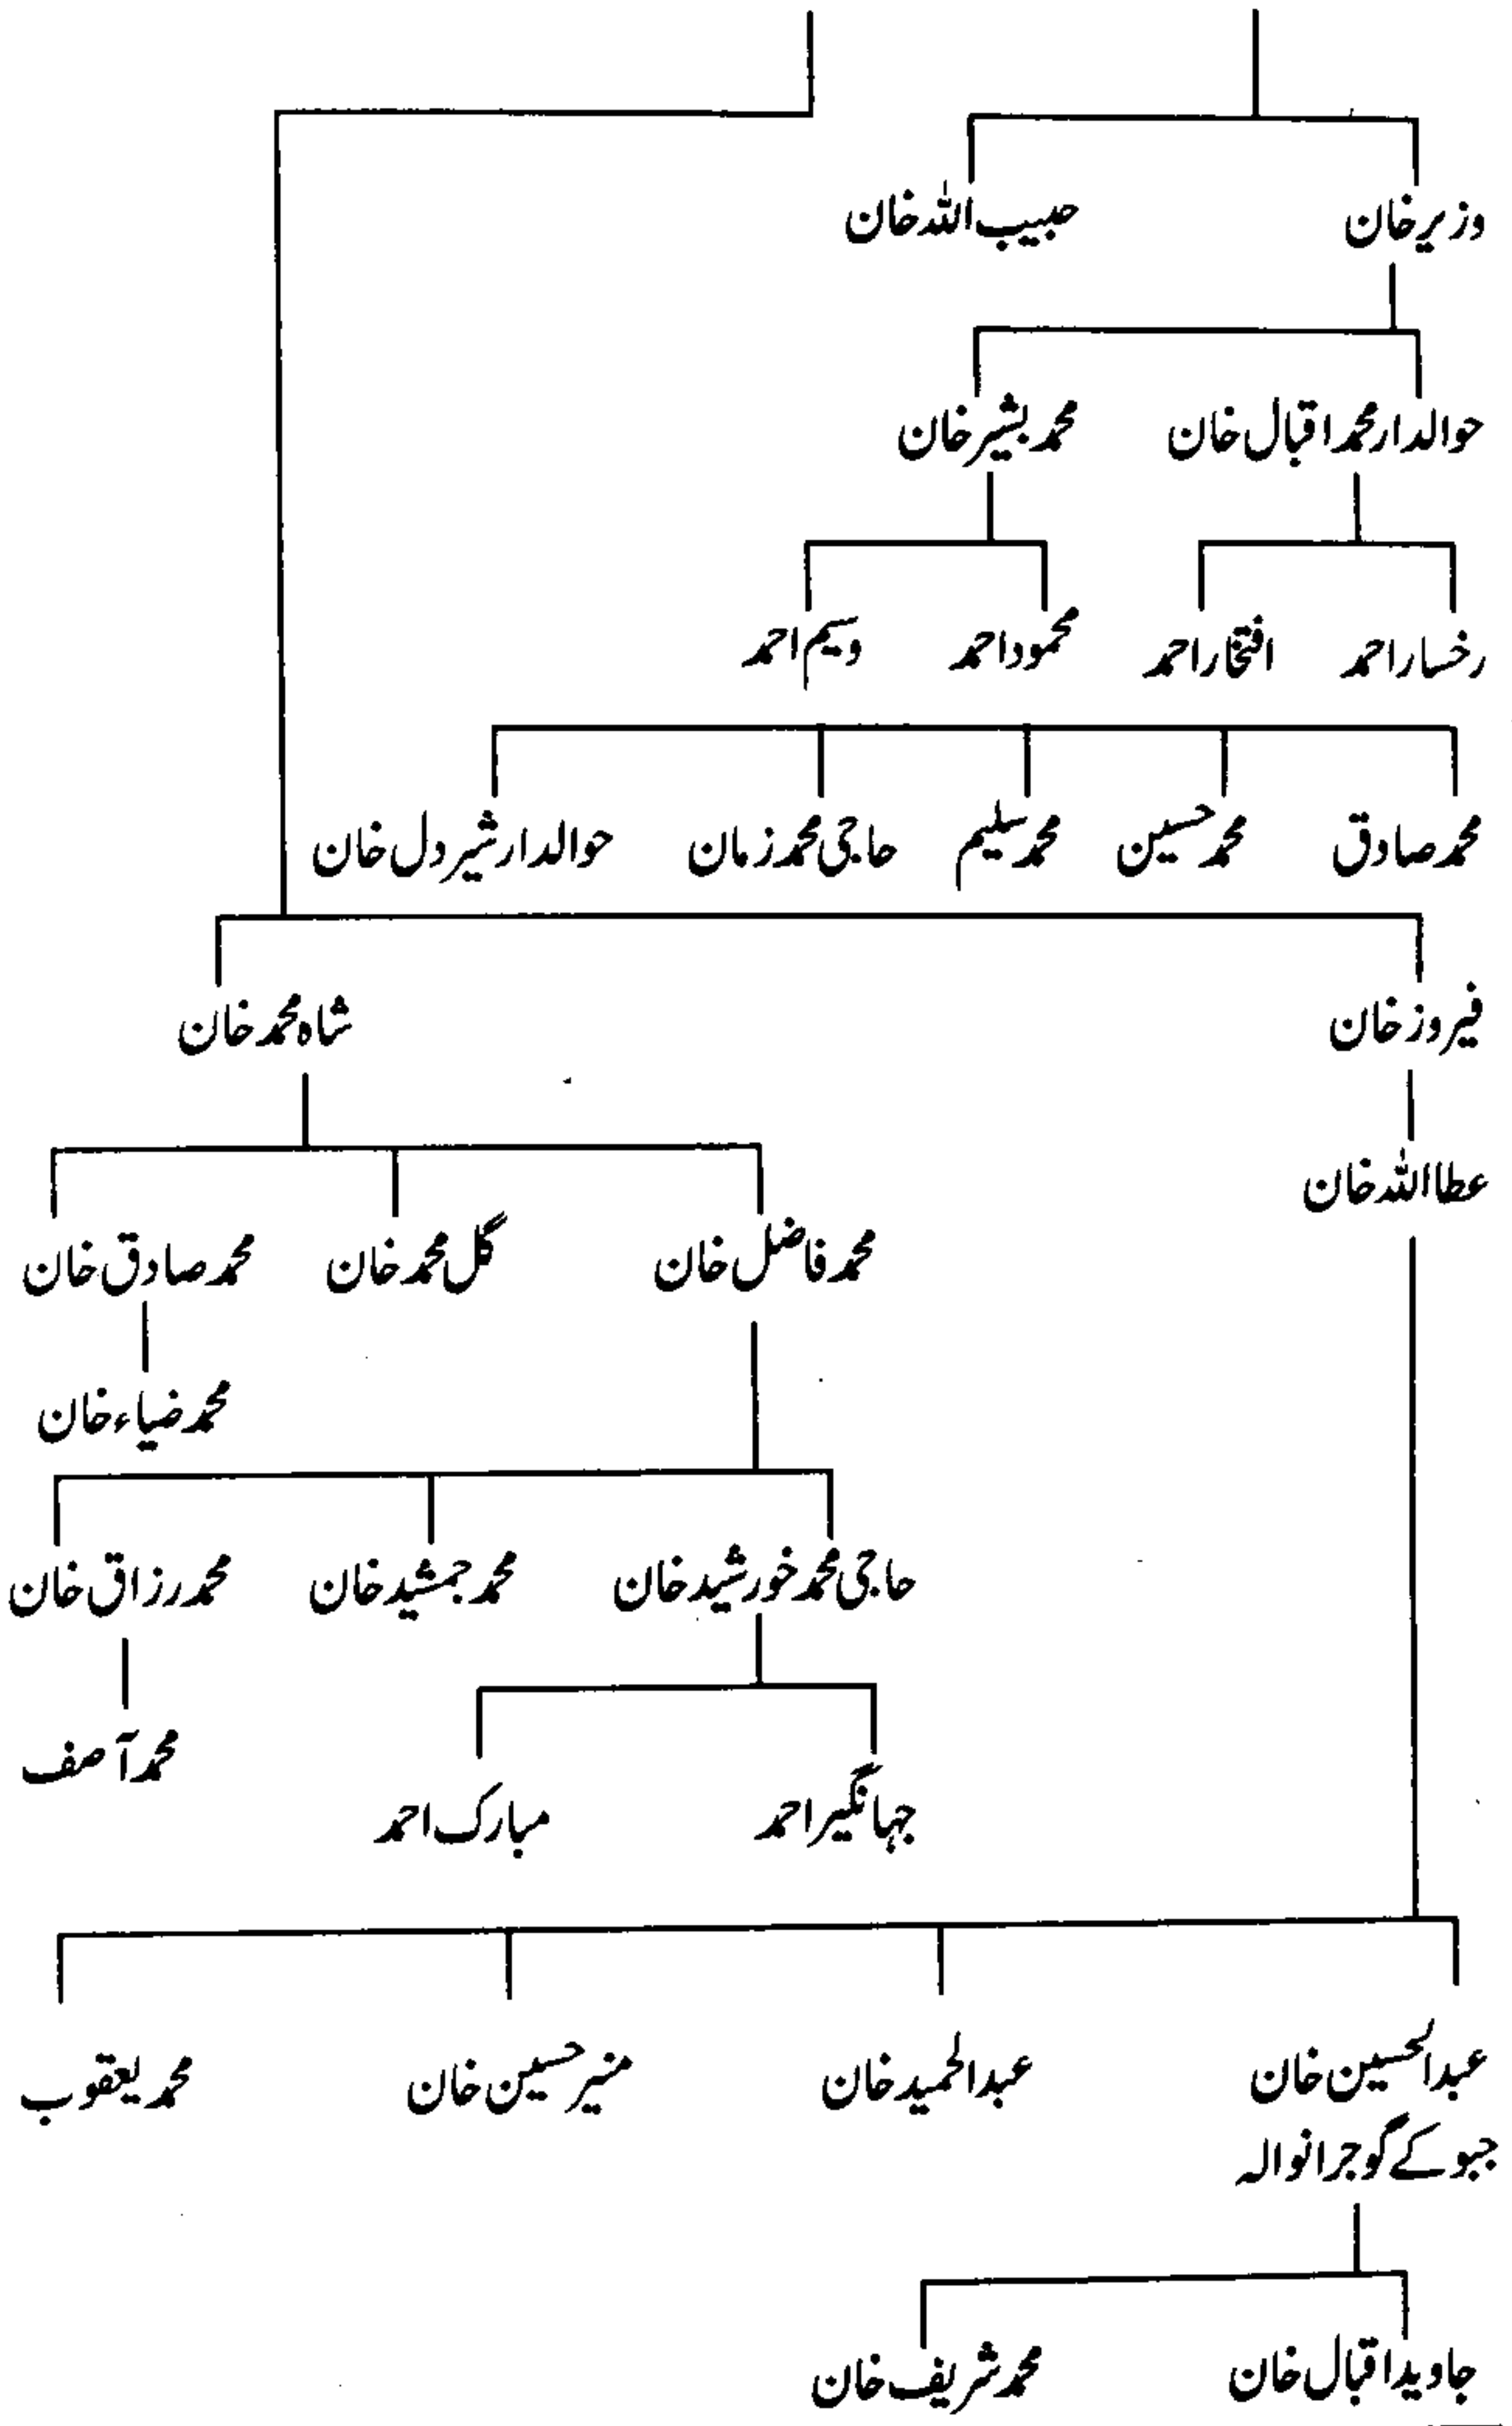 وزیر خان حبیب اللہ خان
حوالدار محمد اقبال خان محمد بشیر خان
رخسار احمد افتخار احمد محمود احمد وسیم احمد
محمد صادق محمد حسین محمد سلیم حاجی محمد زمان حوالدار شیر دل خان
فیروز خان شاہ محمد خان
عطا اللہ خان
محمد فاضل خان گل محمد خان محمد صادق خان
محمد ضیاء خان
حاجی محمد خورشید خان محمد جمشید خان محمد رزاق خان
محمد آصف
جہانگیر احمد مبارک احمد
عبدالحسین خان عبدالحمید خان منیر حسین خان محمد یعقوب
جبو کے گوجرانوالہ
جاوید اقبال خان محمد شریف خان